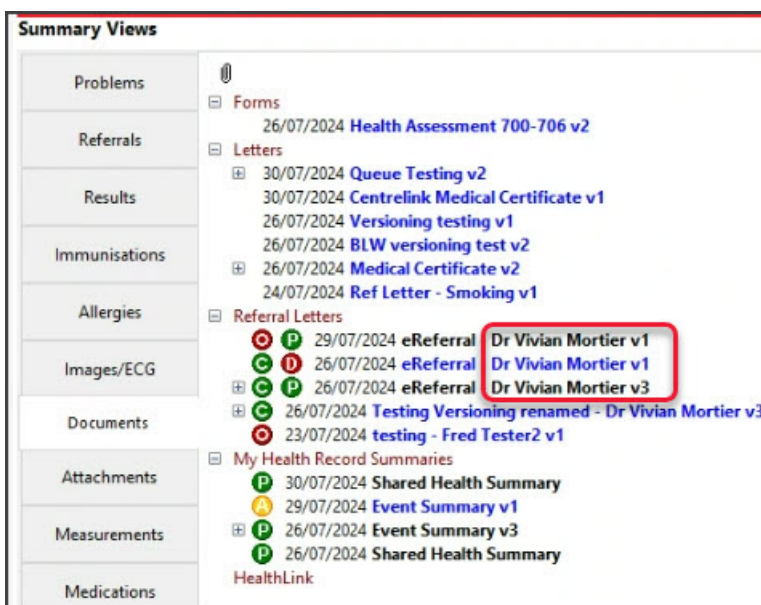 Summary Views
Problems
Referrals
Results
Immunisations
Allergies
Images/ECG
Documents
Attachments
Measurements
Medications
Forms
26/07/2024 Health Assessment 700-706 v2
Letters
30/07/2024 Queue Testing v2
30/07/2024 Centrelink Medical Certificate v1
26/07/2024 Versioning testing v1
26/07/2024 BLW versioning test v2
26/07/2024 Medical Certificate v2
24/07/2024 Ref Letter - Smoking v1
Referral Letters
O P 29/07/2024 eReferral - Dr Vivian Mortier v1
C D 26/07/2024 eReferral - Dr Vivian Mortier v1
C P 26/07/2024 eReferral - Dr Vivian Mortier v3
C 26/07/2024 Testing Versioning renamed - Dr Vivian Mortier v3
O 23/07/2024 testing - Fred Tester2 v1
My Health Record Summaries
P 30/07/2024 Shared Health Summary
A 29/07/2024 Event Summary v1
P 26/07/2024 Event Summary v3
P 26/07/2024 Shared Health Summary
HealthLink